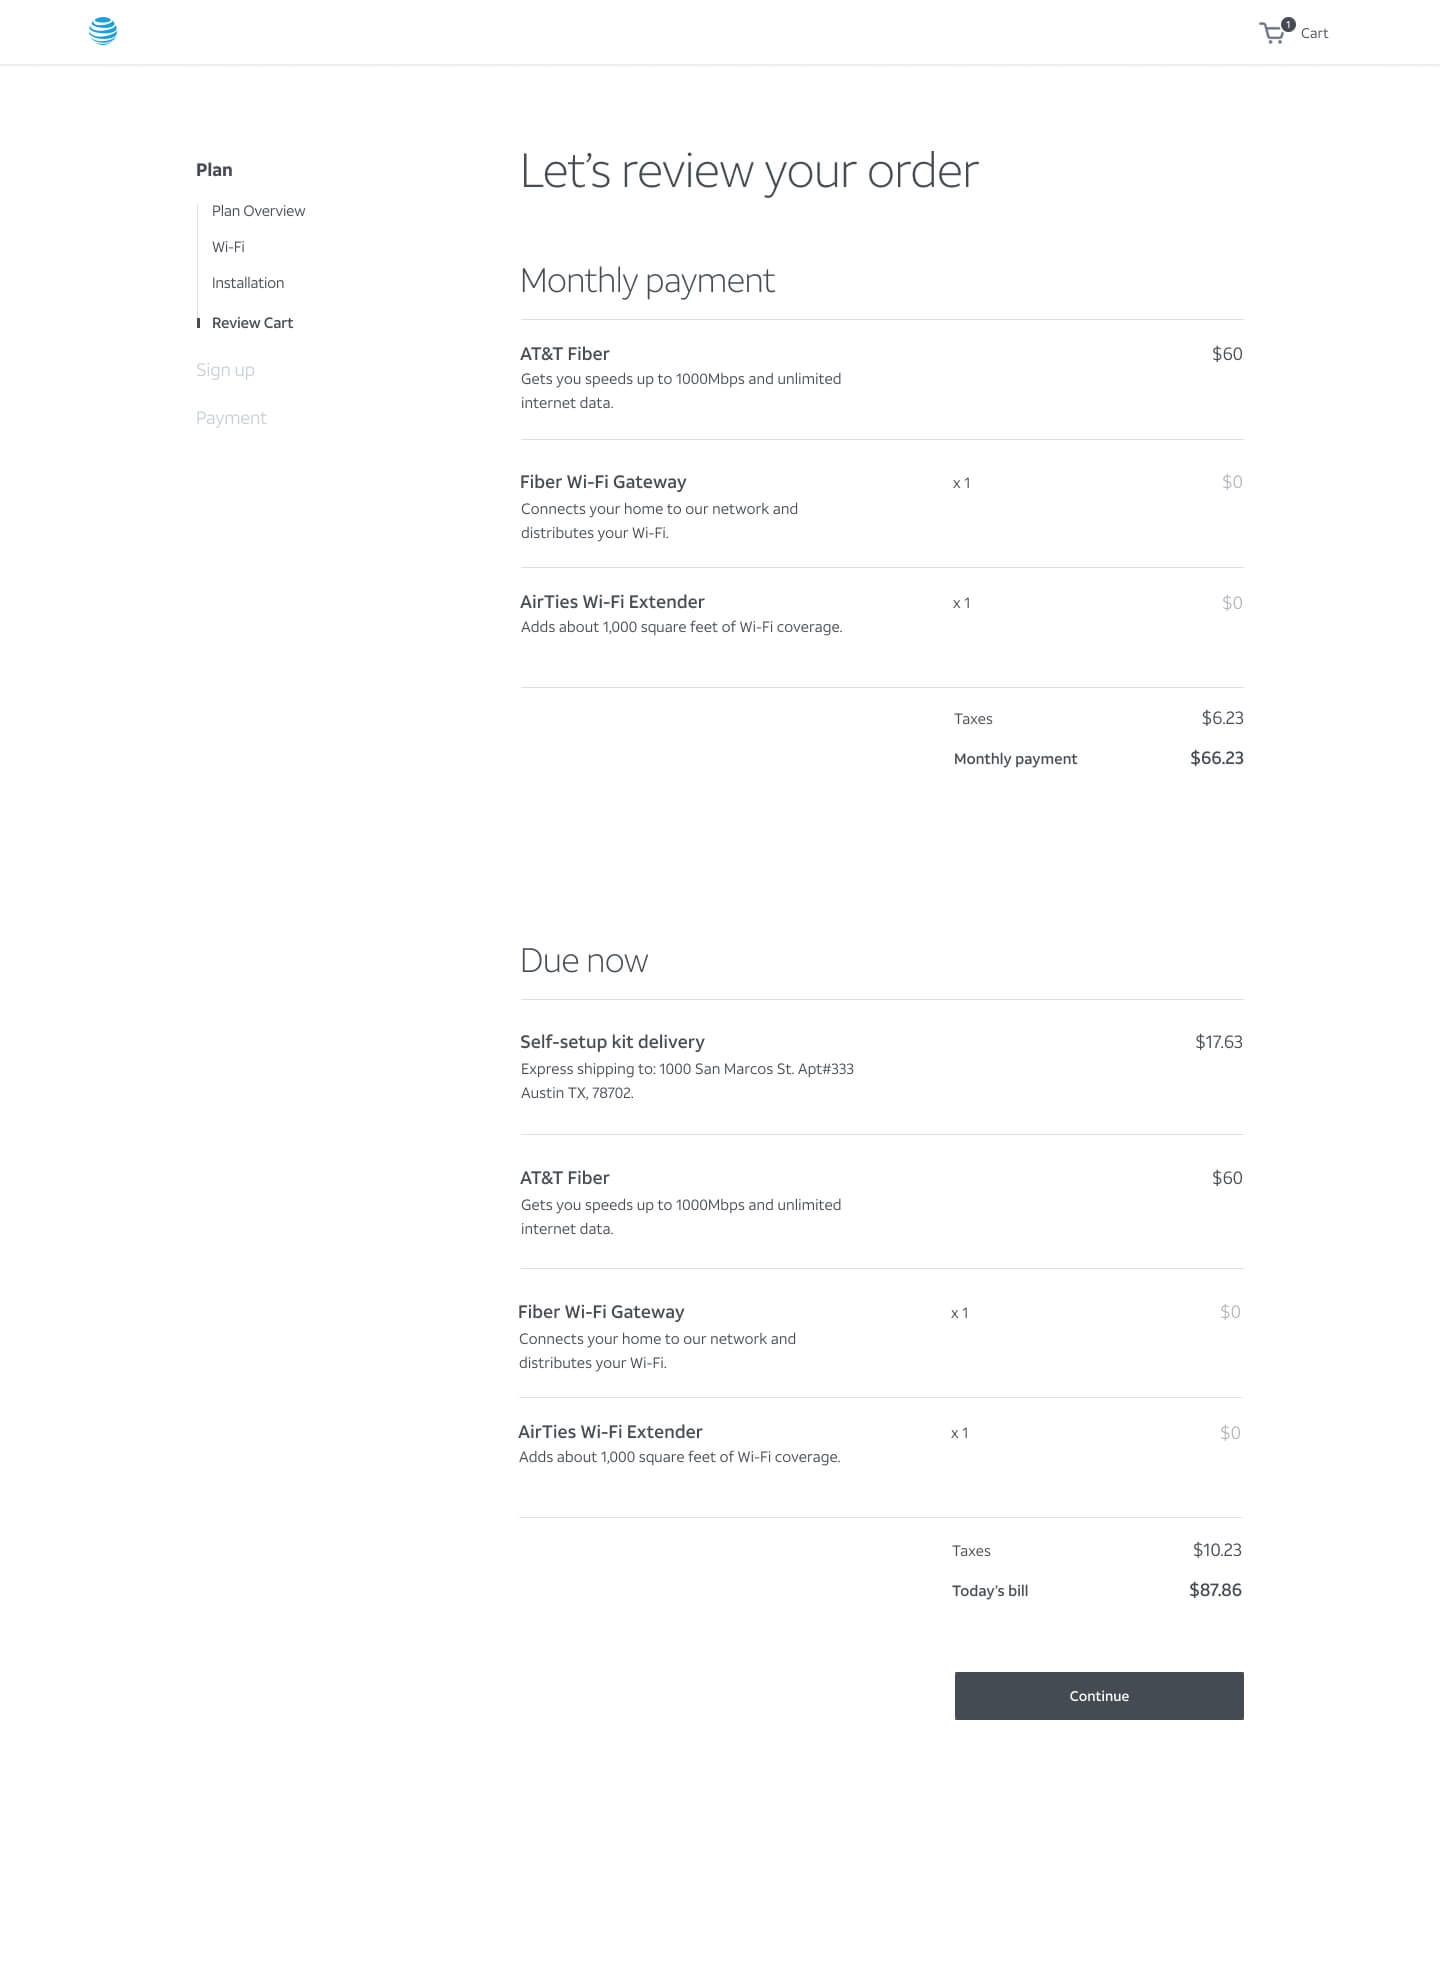 1
Cart
Plan
Plan Overview
Wi-Fi
Installation
Review Cart
Sign up
Payment
Let’s review your order
Monthly payment
AT&T Fiber $60
Gets you speeds up to 1000Mbps and unlimited
internet data.
Fiber Wi-Fi Gateway x 1 $0
Connects your home to our network and
distributes your Wi-Fi.
AirTies Wi-Fi Extender x 1 $0
Adds about 1,000 square feet of Wi-Fi coverage.
Taxes $6.23
Monthly payment $66.23
Due now
Self-setup kit delivery $17.63
Express shipping to: 1000 San Marcos St. Apt#333
Austin TX, 78702.
AT&T Fiber $60
Gets you speeds up to 1000Mbps and unlimited
internet data.
Fiber Wi-Fi Gateway x 1 $0
Connects your home to our network and
distributes your Wi-Fi.
AirTies Wi-Fi Extender x 1 $0
Adds about 1,000 square feet of Wi-Fi coverage.
Taxes $10.23
Today’s bill $87.86
Continue